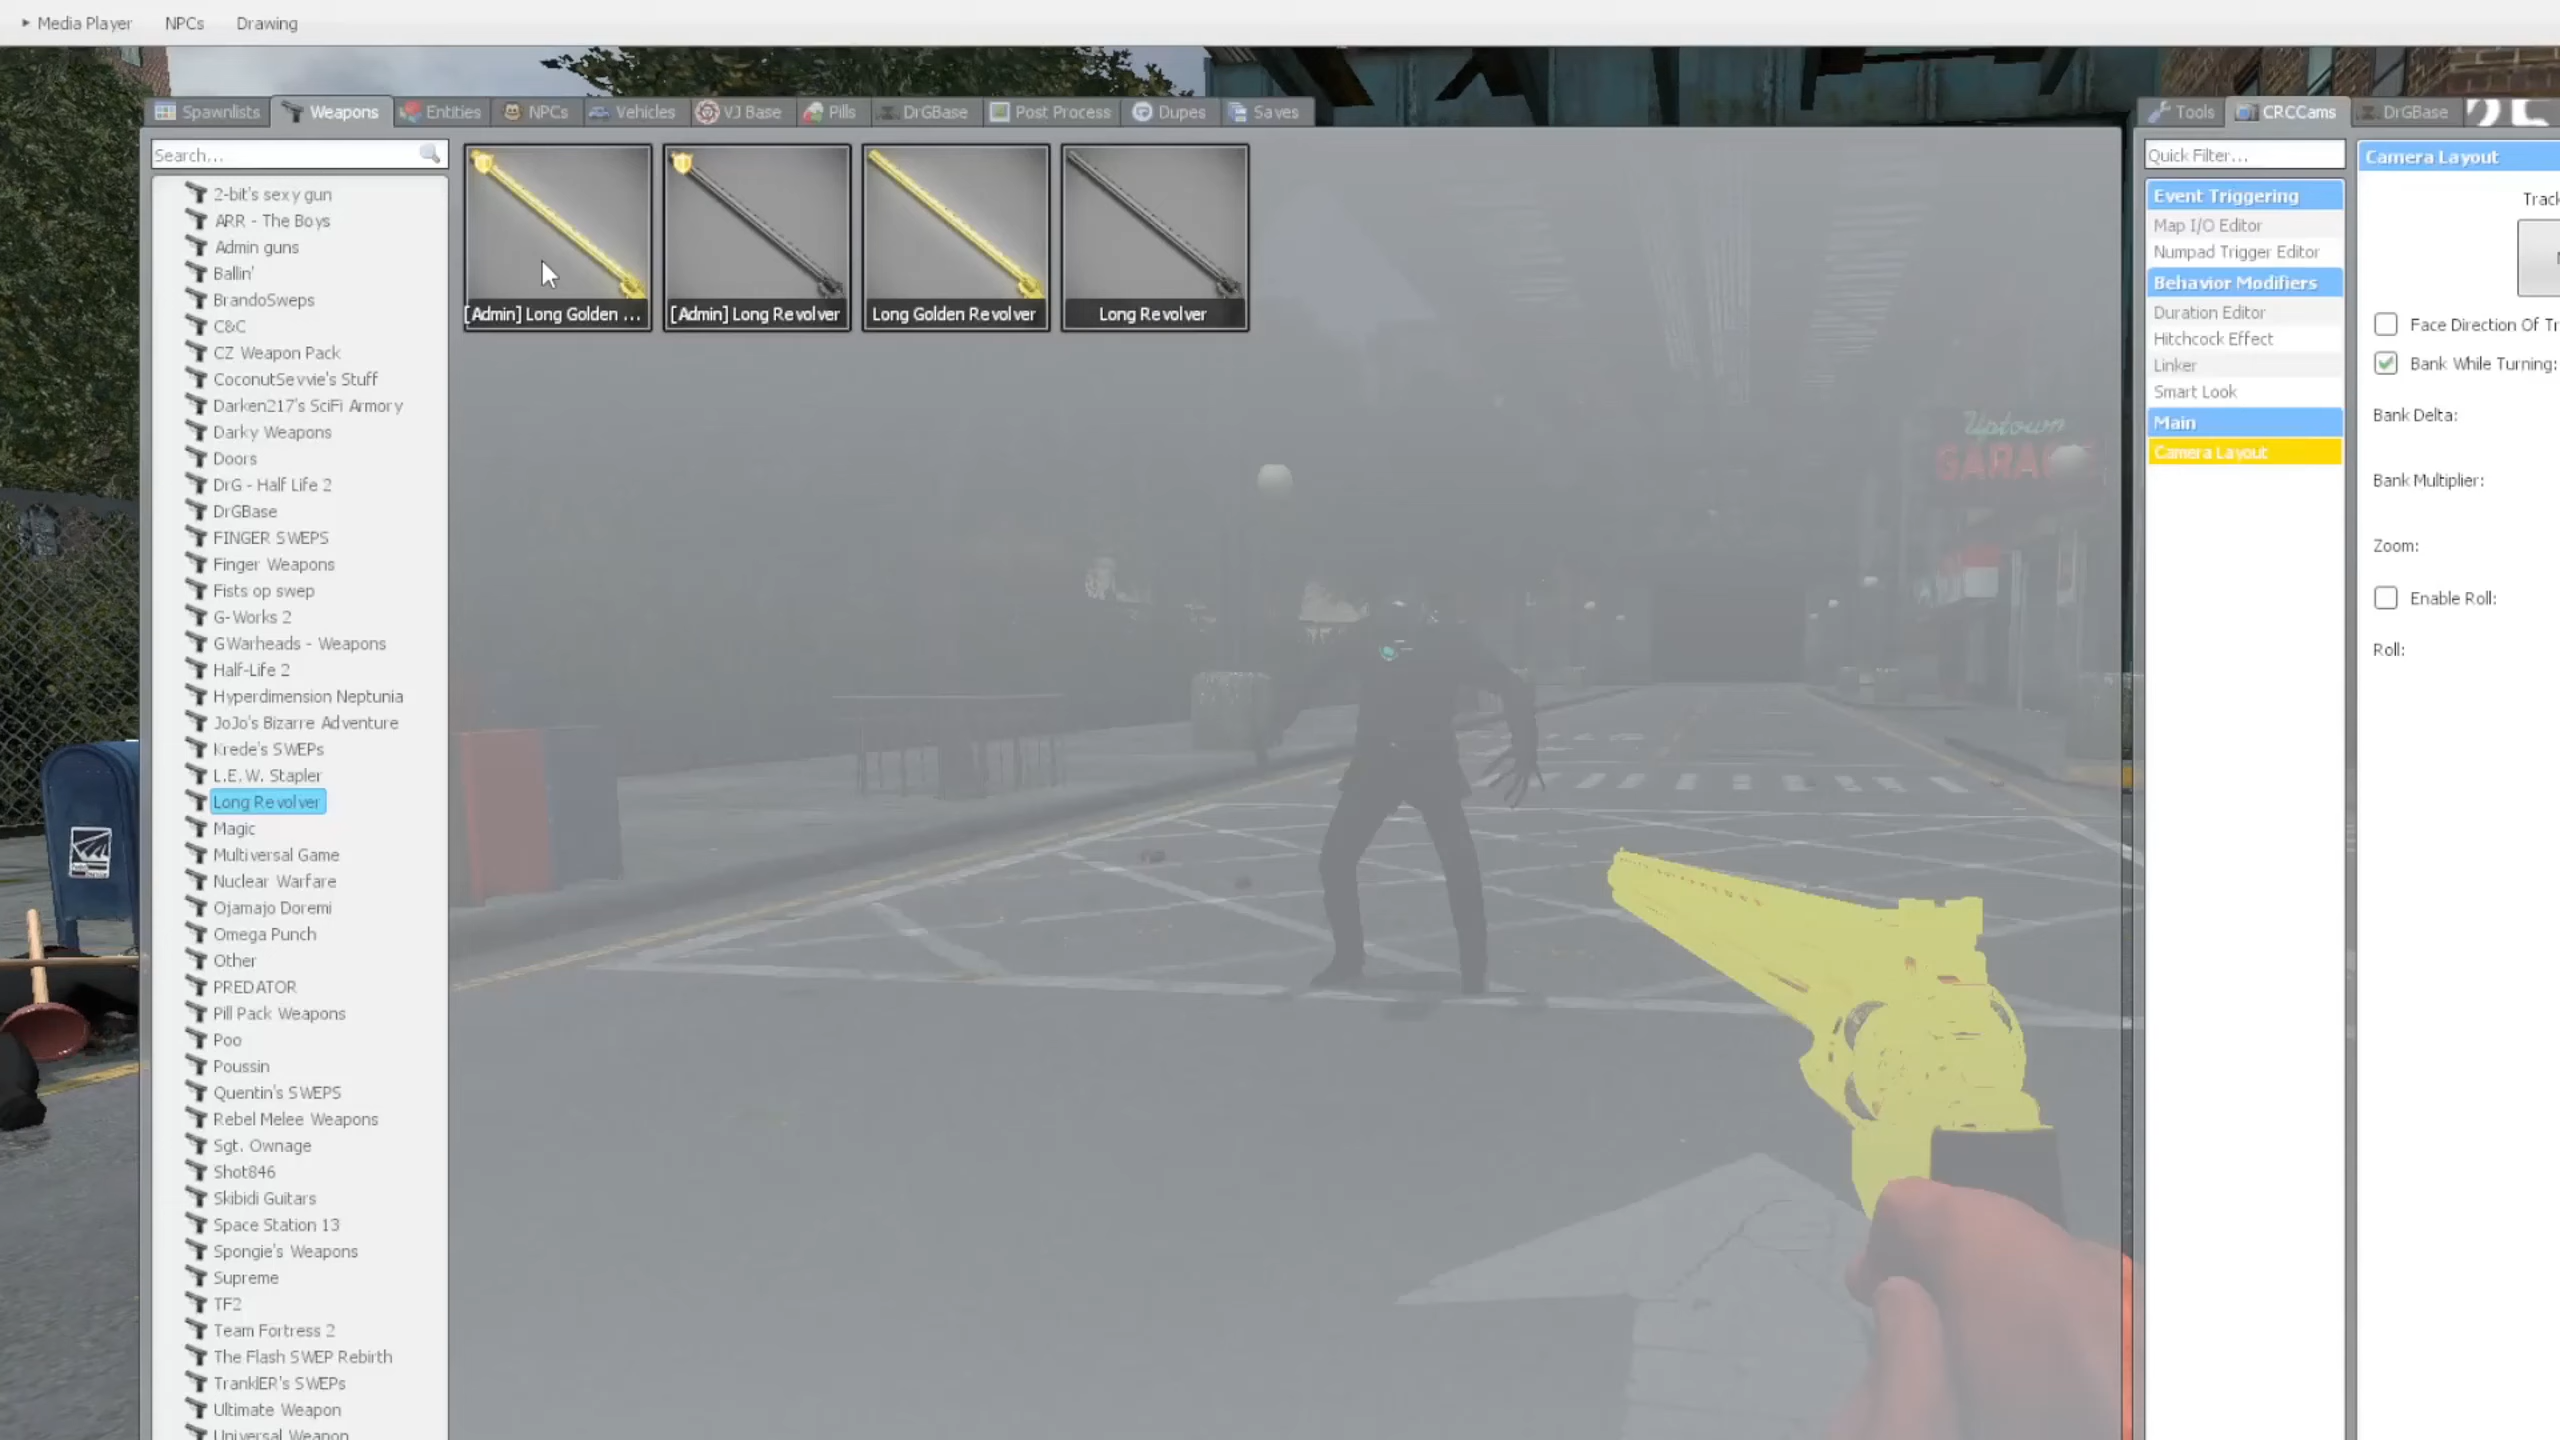 Media Player NPCs Drawing
Spawnlists Weapons Entities NPCs Vehicles VJ Base Pills DrGBase Post Process Dupes Saves
Search...
2-bit's sexy gun
ARR - The Boys
Admin guns
Ballin'
BrandoSweps
C&C
CZ Weapon Pack
CoconutSevvie's Stuff
Darken217's SciFi Armory
Darky Weapons
Doors
DrG - Half Life 2
DrGBase
FINGER SWEPS
Finger Weapons
Fists op swep
G-Works 2
GWarheads - Weapons
Half-Life 2
Hyperdimension Neptunia
JoJo's Bizarre Adventure
Krede's SWEPs
L.E.W. Stapler
Long Revolver
Magic
Multiversal Game
Nuclear Warfare
Ojamajo Doremi
Omega Punch
Other
PREDATOR
Pill Pack Weapons
Poo
Poussin
Quentin's SWEPS
Rebel Melee Weapons
Sgt. Ownage
Shot846
Skibidi Guitars
Space Station 13
Spongie's Weapons
Supreme
TF2
Team Fortress 2
The Flash SWEP Rebirth
TranklER's SWEPs
Ultimate Weapon
Universal Weapon
[Admin] Long Golden ...
[Admin] Long Revolver
Long Golden Revolver
Long Revolver
Uptown
GARAG
Tools CRCCams DrGBase
Quick Filter...
Event Triggering
Map I/O Editor
Numpad Trigger Editor
Behavior Modifiers
Duration Editor
Hitchcock Effect
Linker
Smart Look
Main
Camera Layout
Camera Layout
Track
Face Direction Of Tr
Bank While Turning:
Bank Delta:
Bank Multiplier:
Zoom:
Enable Roll:
Roll: